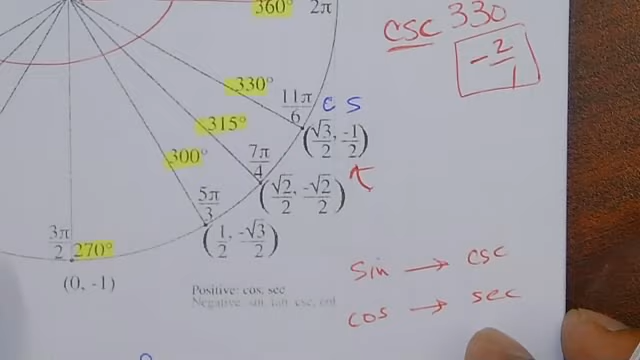 360° 2π
csc 330
-2/1
330°
11π/6 c s
(√3/2, -1/2)
315°
7π/4
(√2/2, -√2/2)
300°
5π/3
(1/2, -√3/2)
3π/2 270°
(0, -1)
Positive: cos, sec
Negative: sin, tan, csc, cot
sin → csc
cos → sec